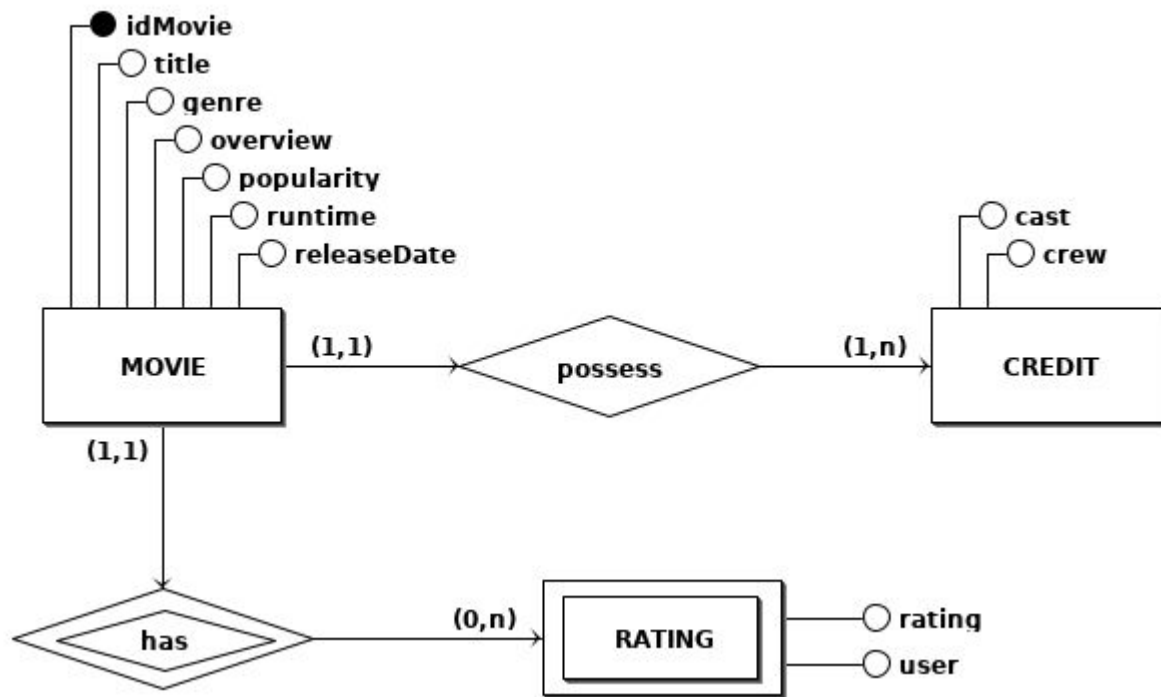 idMovie
title
genre
overview
popularity
runtime
releaseDate
cast
crew
MOVIE
(1,1)
possess
(1,n)
CREDIT
(1,1)
has
(0,n)
RATING
rating
user